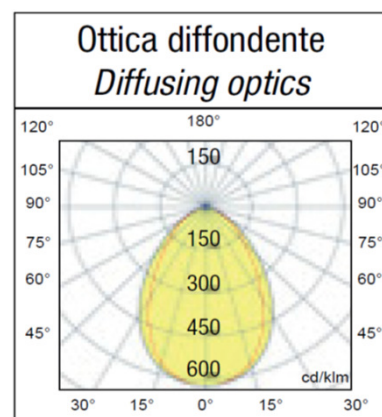 Ottica diffondente
Diffusing optics
120° 180° 120°
105° 150 105°
90° 90°
75° 150 75°
60° 300 60°
45° 450 45°
600 cd/klm
30° 15° 0° 15° 30°